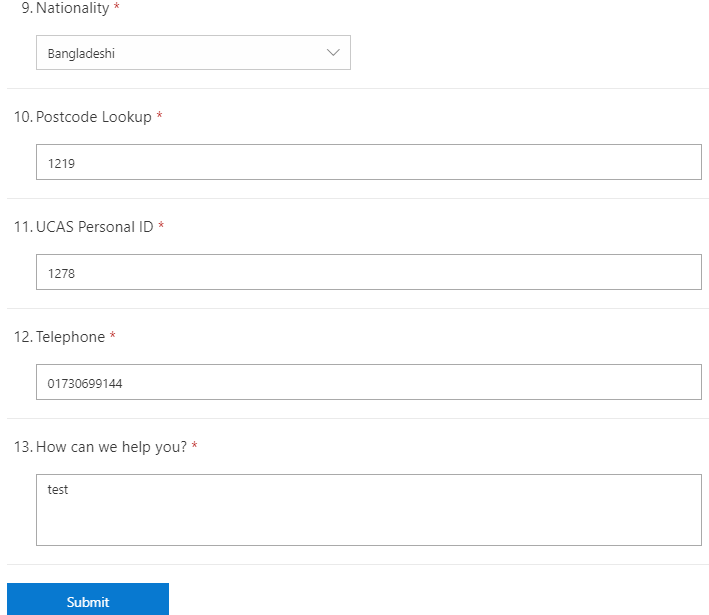 9. Nationality *
Bangladeshi
10. Postcode Lookup *
1219
11. UCAS Personal ID *
1278
12. Telephone *
01730699144
13. How can we help you? *
test
Submit